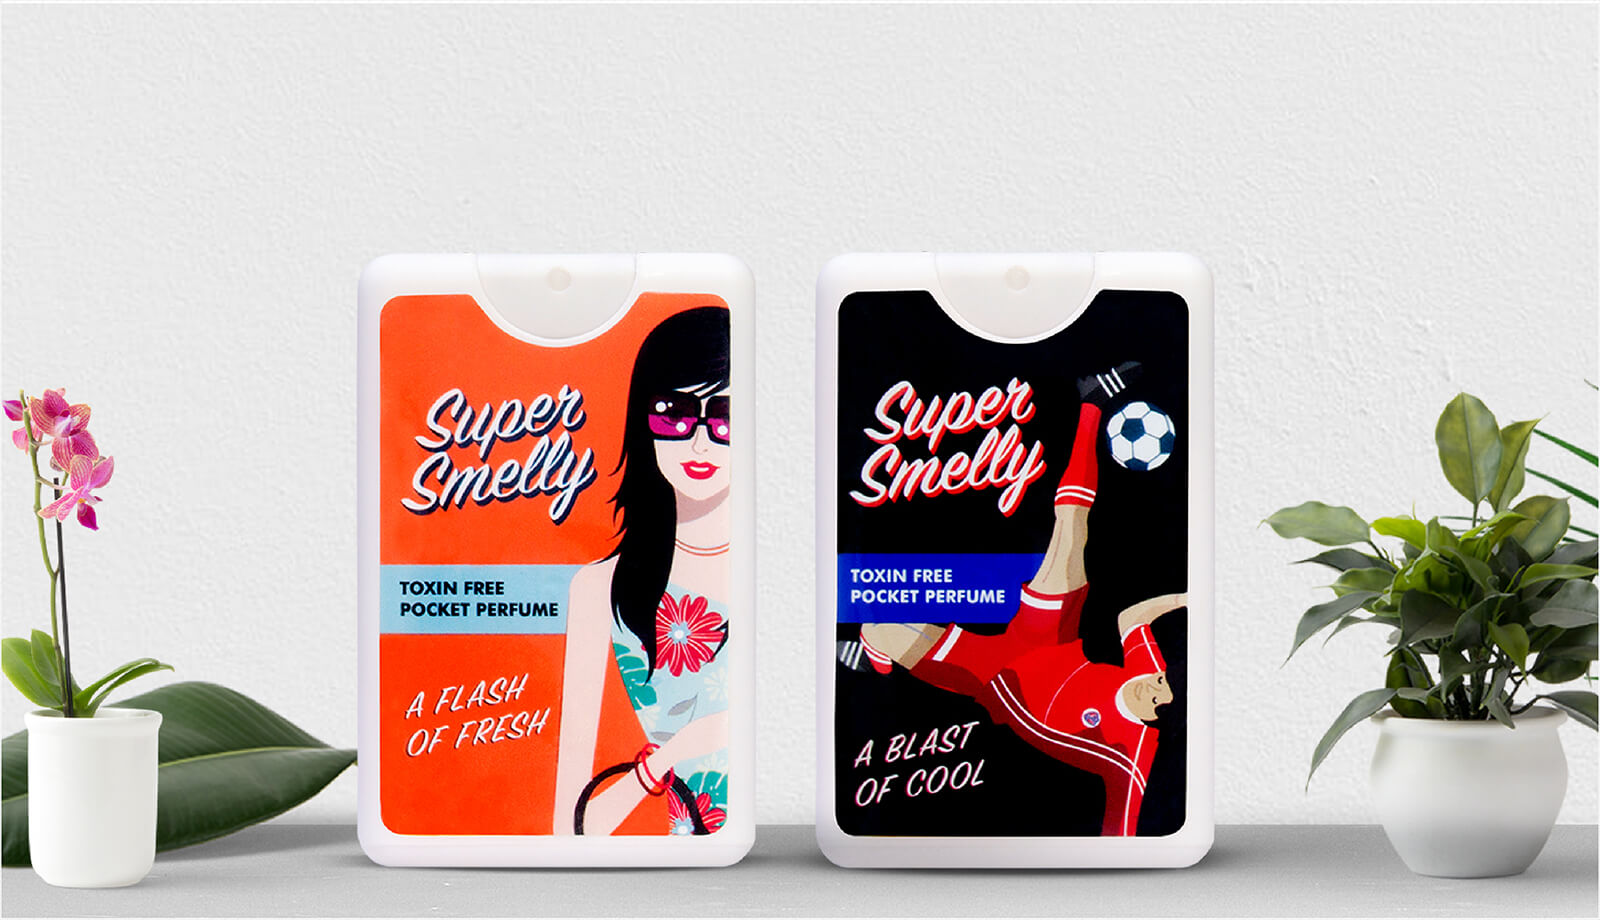 Super
Smelly
TOXIN FREE
POCKET PERFUME
A FLASH
OF FRESH
Super
Smelly
TOXIN FREE
POCKET PERFUME
A BLAST
OF COOL